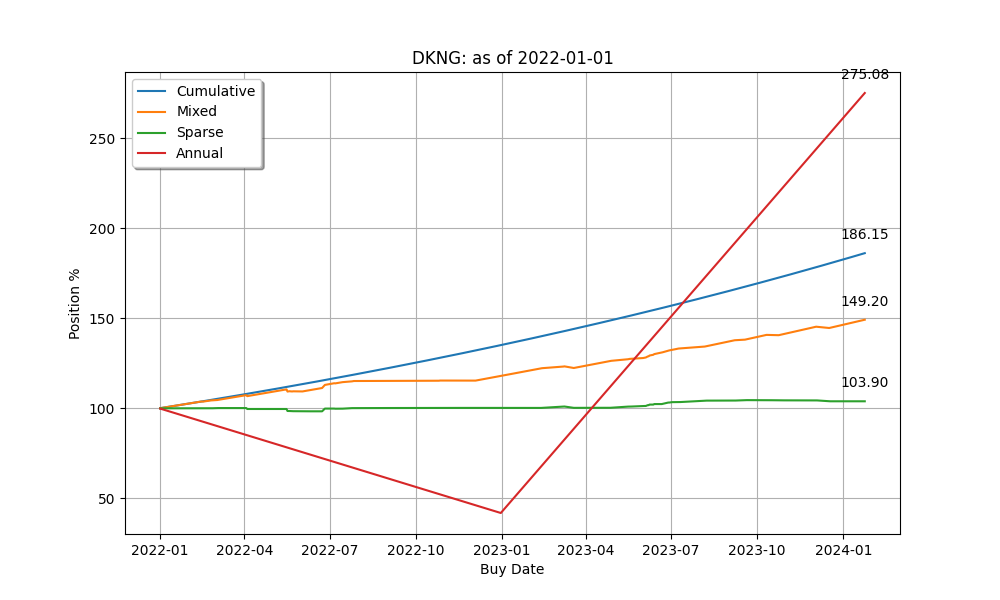 DKNG: as of 2022-01-01
Cumulative
Mixed
Sparse
Annual
275.08
186.15
149.20
103.90
250
200
150
100
50
Position %
2022-01 2022-04 2022-07 2022-10 2023-01 2023-04 2023-07 2023-10 2024-01
Buy Date